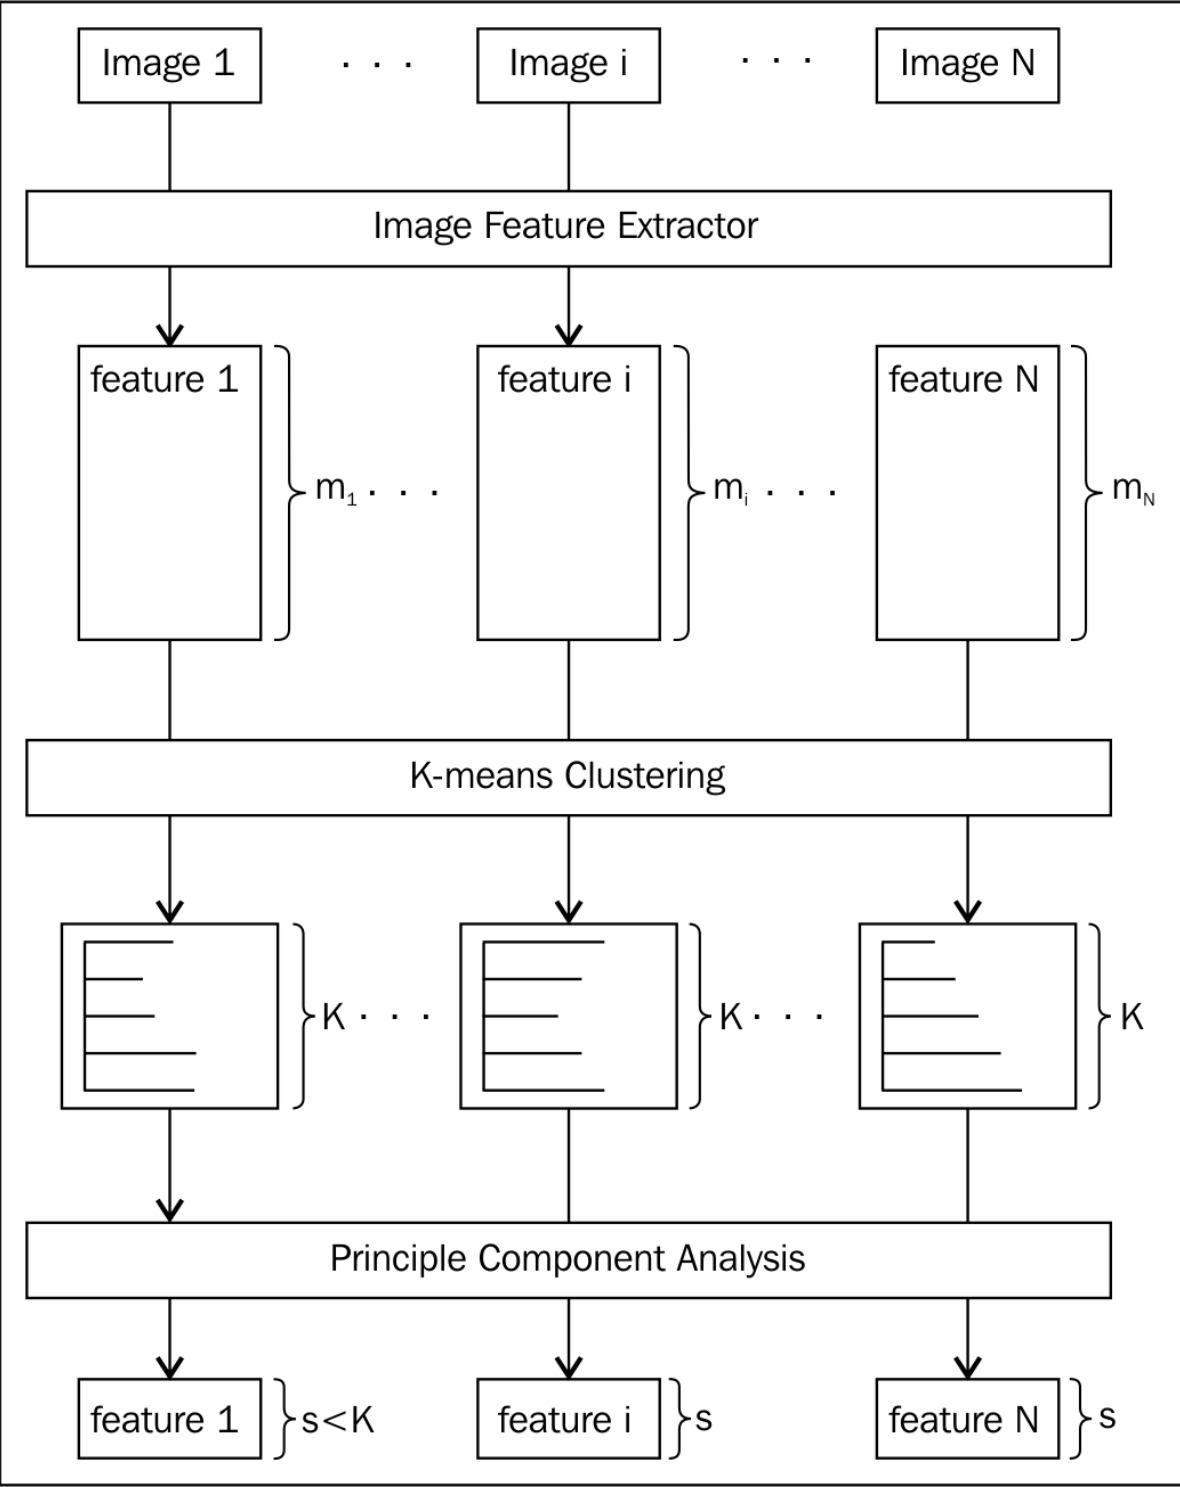 Image 1 . . . Image i . . . Image N
Image Feature Extractor
feature 1 feature i feature N
m1 . . . mi . . . mN
K-means Clustering
K . . . K . . . K
Principle Component Analysis
feature 1 s<K feature i s feature N s